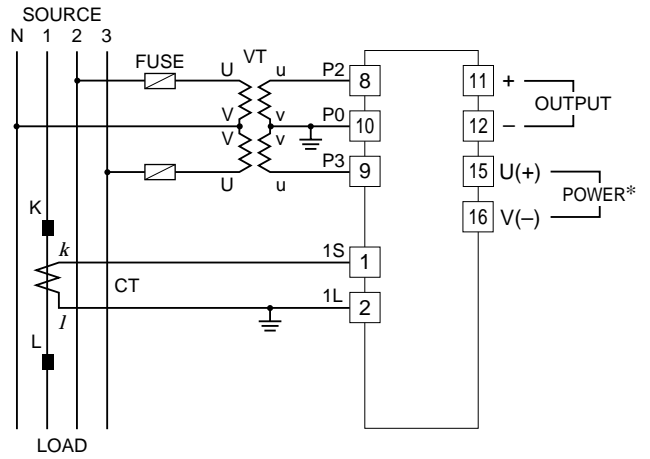 SOURCE
N 1 2 3
FUSE
VT
U u P2 8
V v P0 10
V v P3 9
U u
11 +
OUTPUT
12 –
15 U(+)
POWER*
16 V(–)
K
k 1S 1
CT
l 1L 2
L
LOAD